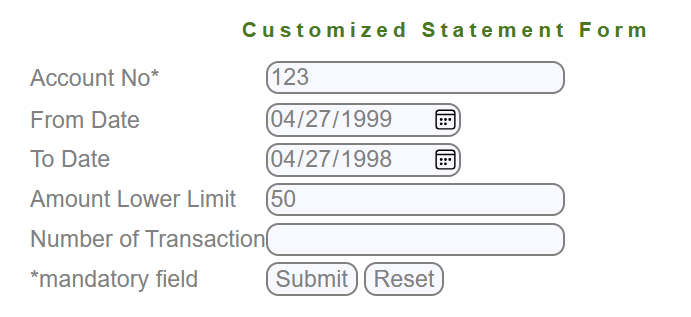 Customized Statement Form
Account No* 123
From Date 04/27/1999
To Date 04/27/1998
Amount Lower Limit 50
Number of Transaction
*mandatory field Submit Reset